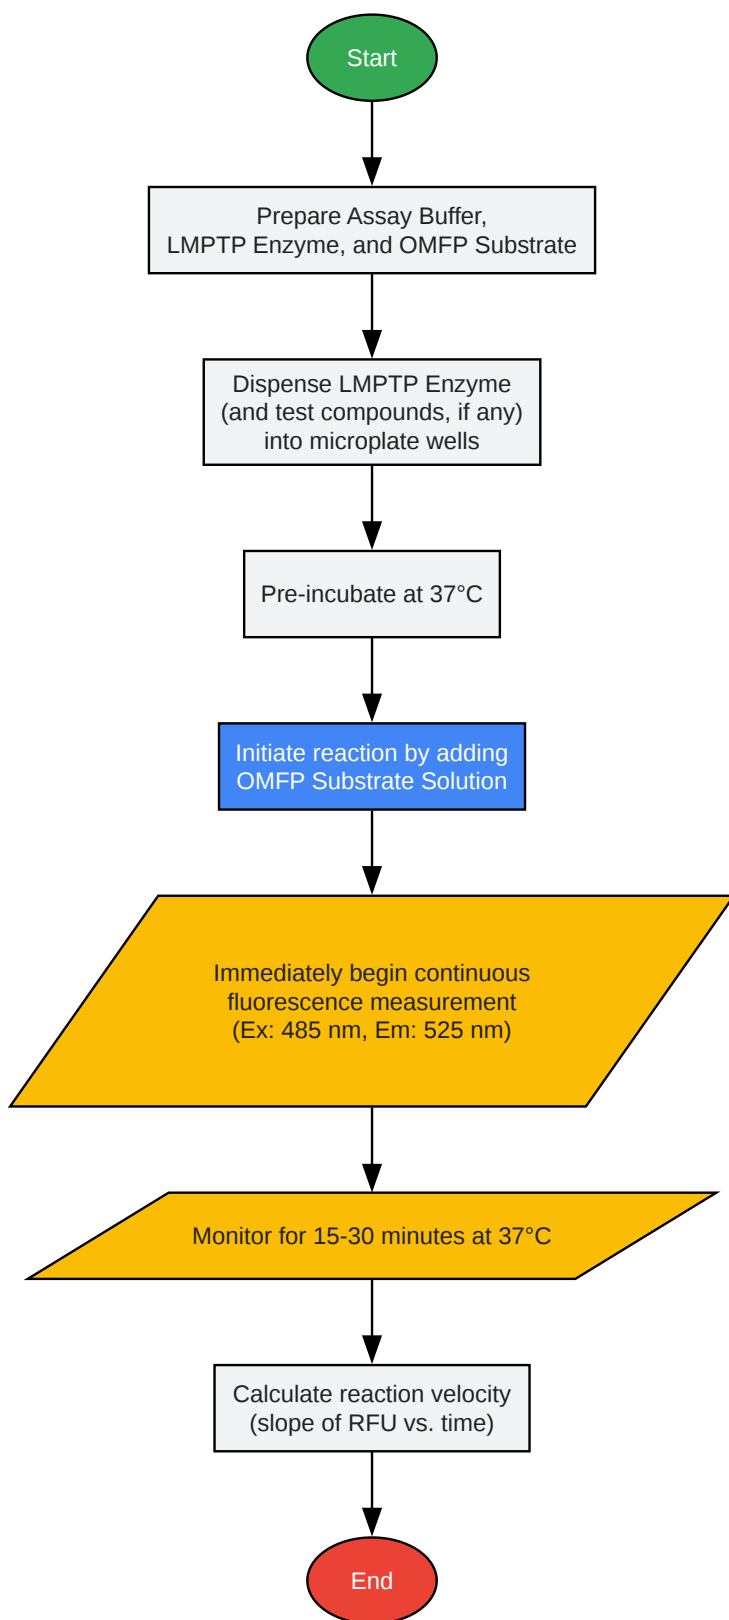 Start
Prepare Assay Buffer,
LMPTP Enzyme, and OMFP Substrate
Dispense LMPTP Enzyme
(and test compounds, if any)
into microplate wells
Pre-incubate at 37°C
Initiate reaction by adding
OMFP Substrate Solution
Immediately begin continuous
fluorescence measurement
(Ex: 485 nm, Em: 525 nm)
Monitor for 15-30 minutes at 37°C
Calculate reaction velocity
(slope of RFU vs. time)
End